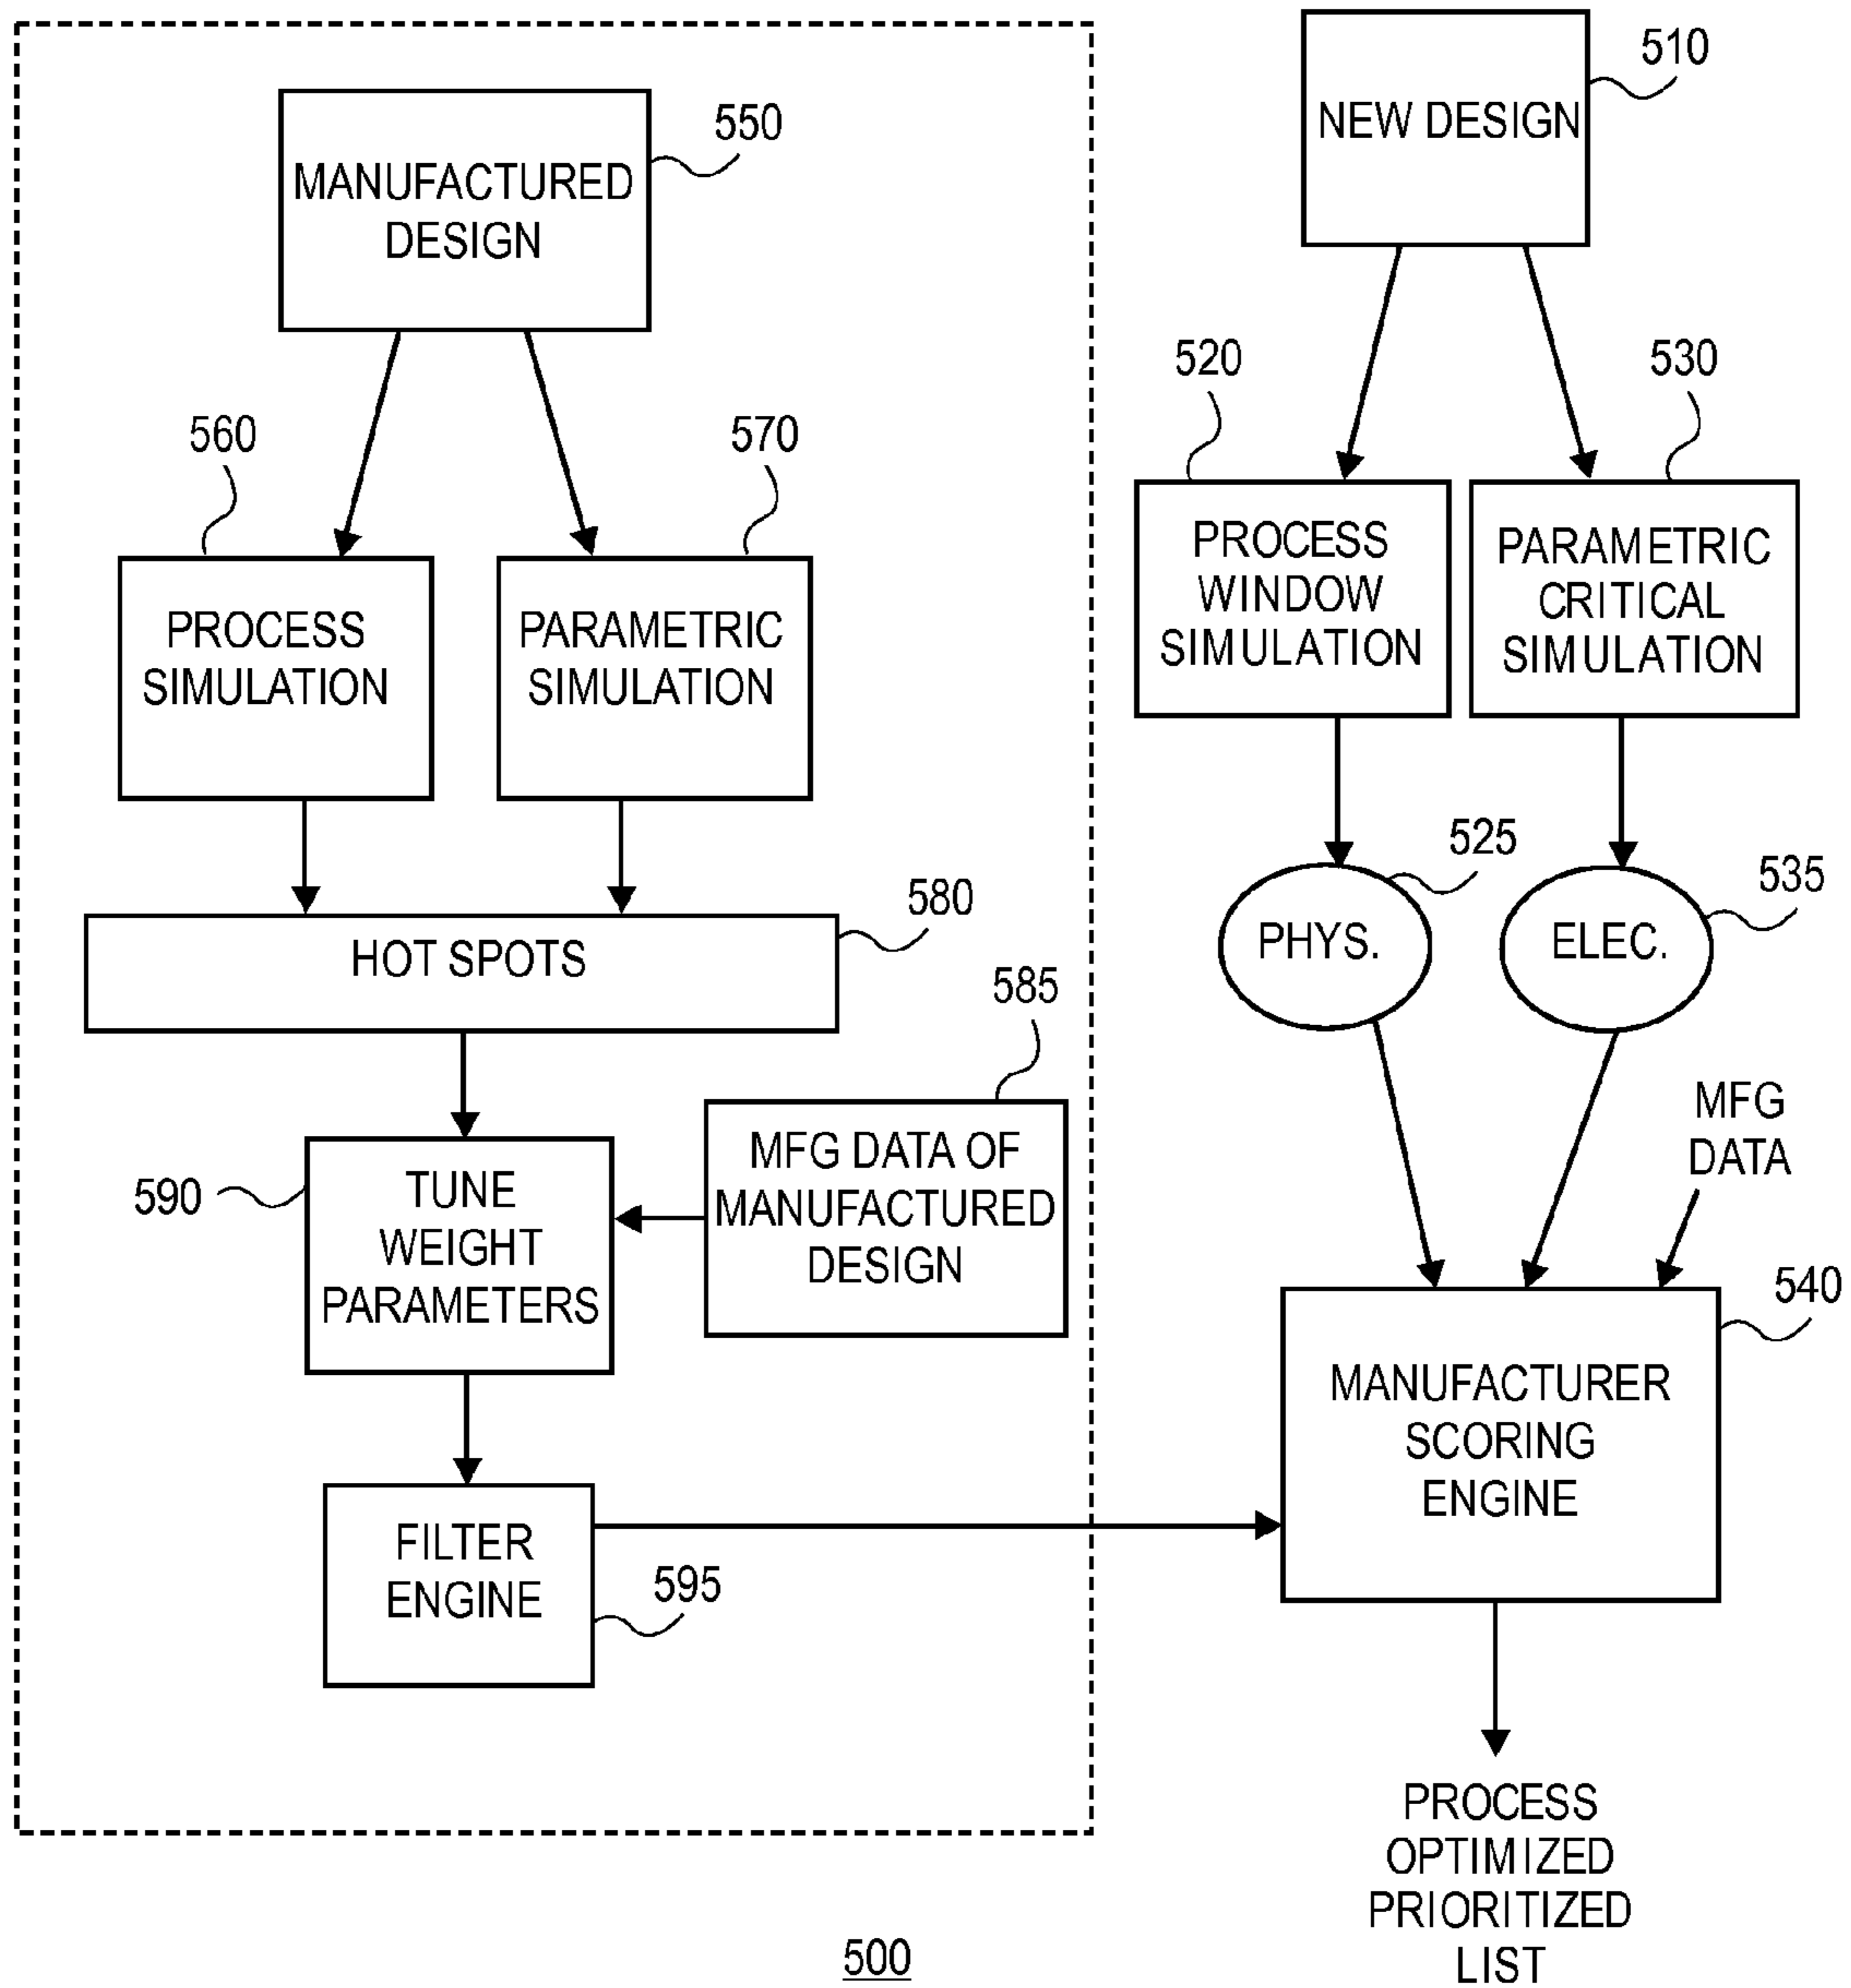 550
MANUFACTURED
DESIGN
560
570
PROCESS
SIMULATION
PARAMETRIC
SIMULATION
580
HOT SPOTS
585
MFG DATA OF
MANUFACTURED
DESIGN
590
TUNE
WEIGHT
PARAMETERS
FILTER
ENGINE
595
510
NEW DESIGN
520
530
PROCESS
WINDOW
SIMULATION
PARAMETRIC
CRITICAL
SIMULATION
525
535
PHYS.
ELEC.
MFG
DATA
540
MANUFACTURER
SCORING
ENGINE
PROCESS
OPTIMIZED
PRIORITIZED
LIST
500